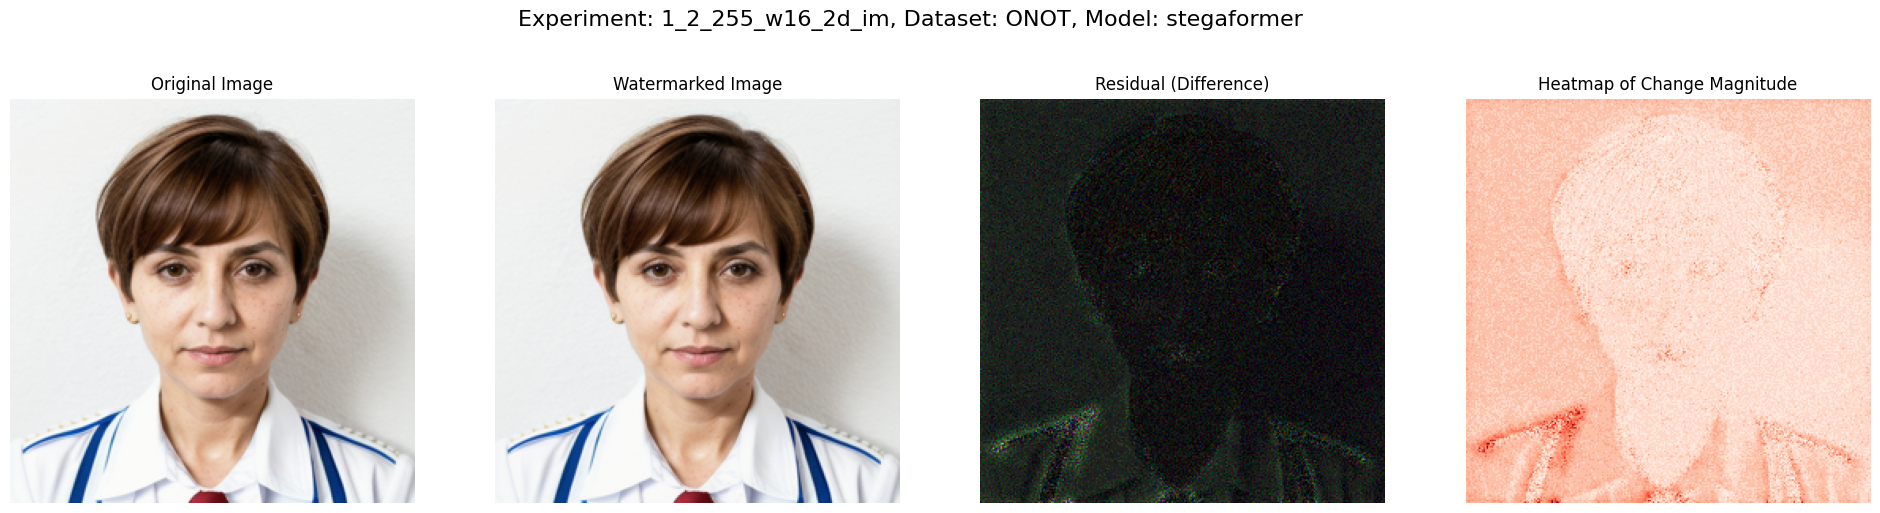 Experiment: 1_2_255_w16_2d_im, Dataset: ONOT, Model: stegaformer
Original Image
Watermarked Image
Residual (Difference)
Heatmap of Change Magnitude